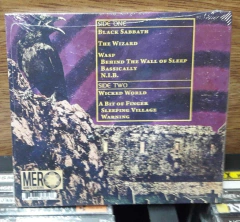 SIDE ONE
BLACK SABBATH
THE WIZARD
WASP
BEHIND THE WALL OF SLEEP
BASSICALLY
N.I.B.
SIDE TWO
WICKED WORLD
A BIT OF FINGER
SLEEPING VILLAGE
WARNING
MER